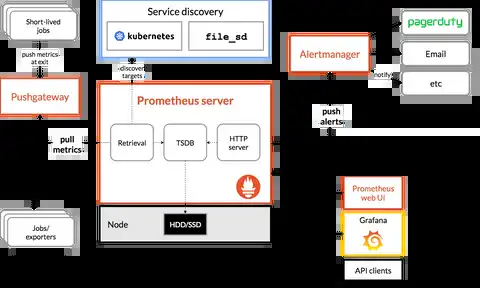 Short-lived
jobs
push metrics
at exit
Pushgateway
pull
metrics
Jobs/
exporters
Service discovery
kubernetes
file_sd
discover
targets
Prometheus server
Retrieval
TSDB
HTTP
server
Node
HDD/SSD
Alertmanager
push
alerts
notify
pagerduty
Email
etc
Prometheus
web UI
Grafana
API clients